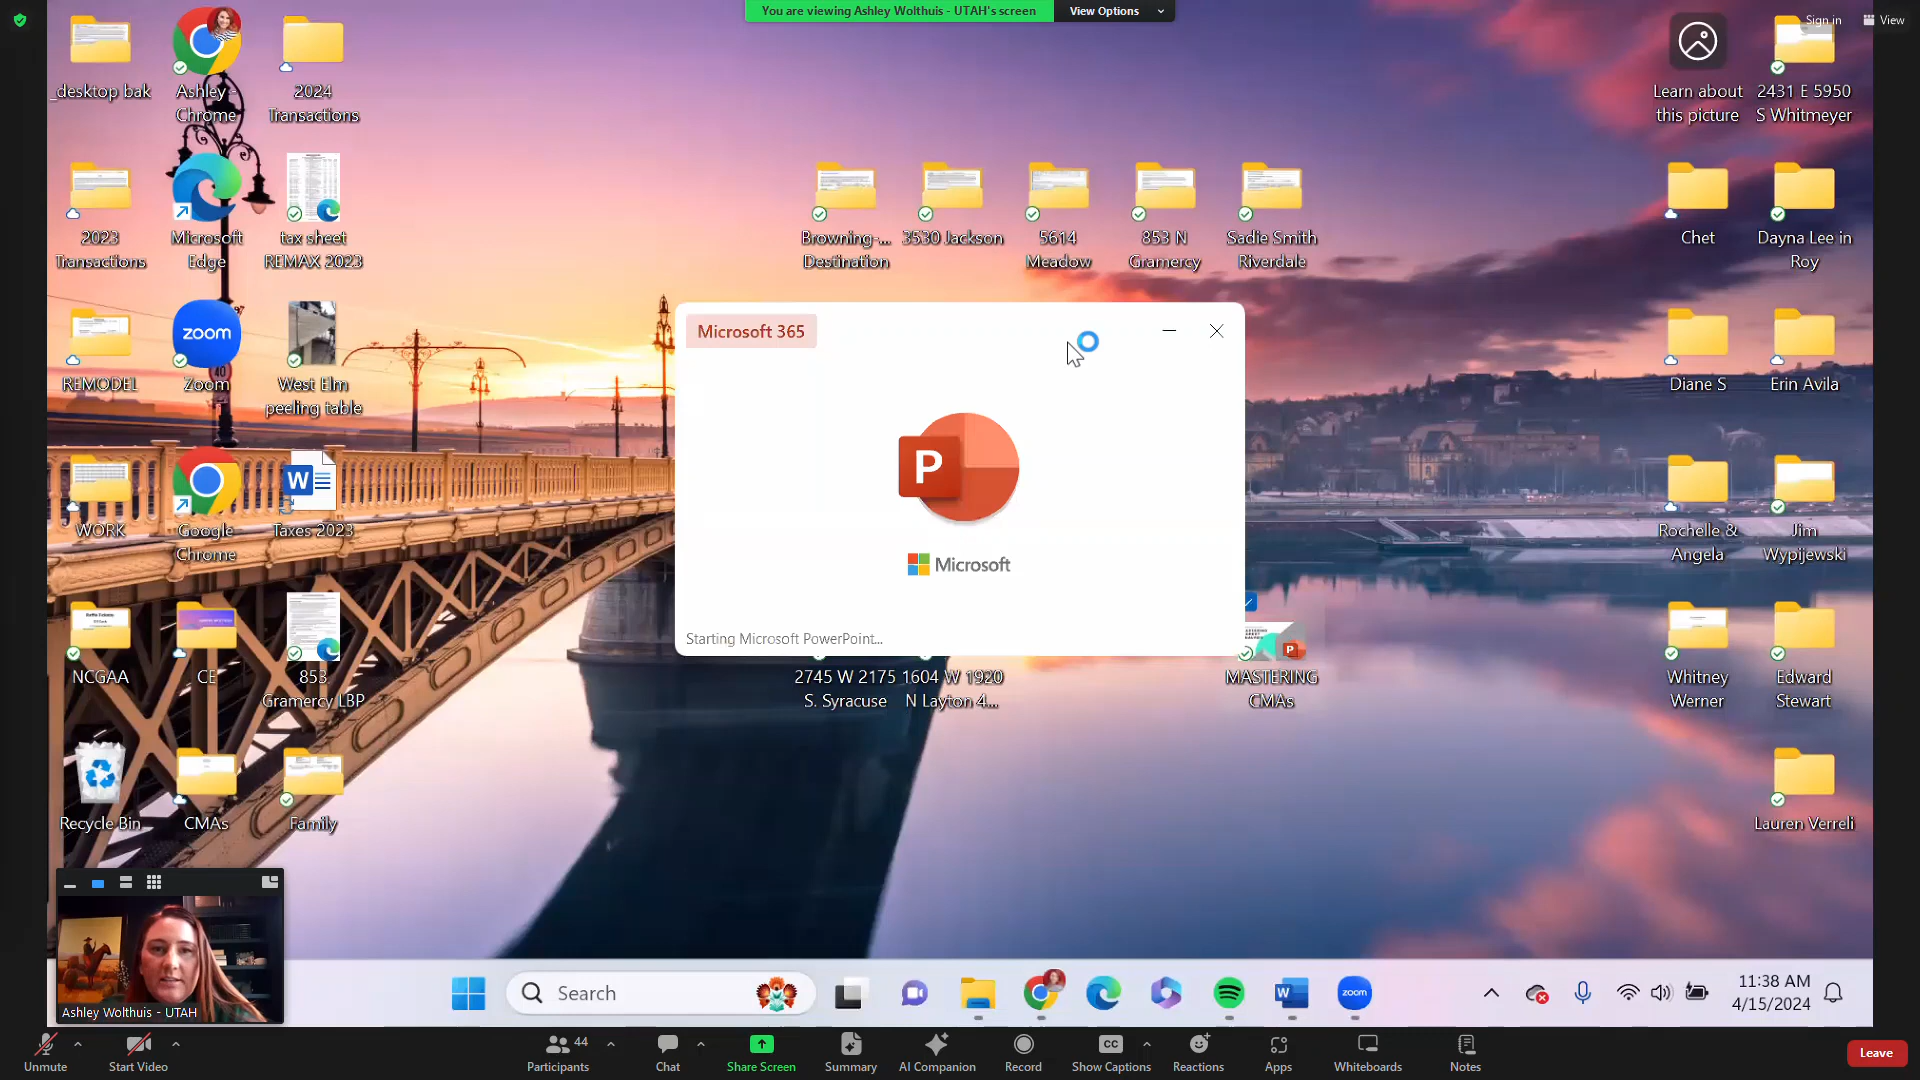 You are viewing Ashley Wolthuis - UTAH's screen
View Options
Sign in
View
_desktop bak
Ashley -
Chrome
2024
Transactions
Learn about
this picture
2431 E 5950
S Whitmeyer
2023
Transactions
Microsoft
Edge
tax sheet
REMAX 2023
Browning-...
Destination
3530 Jackson
5614
Meadow
853 N
Gramercy
Sadie Smith
Riverdale
Chet
Dayna Lee in
Roy
Microsoft 365
zoom
REMODEL
Zoom
West Elm
peeling table
Diane S
Erin Avila
P
W
WORK
Google
Chrome
Taxes 2023
Microsoft
Rochelle &
Angela
Jim
Wypijewski
Starting Microsoft PowerPoint...
P
NCGAA
CE
853
Gramercy LBP
2745 W 2175
S. Syracuse
1604 W 1920
N Layton 4...
MASTERING
CMAs
Whitney
Werner
Edward
Stewart
Recycle Bin
CMAs
Family
Lauren Verreli
Ashley Wolthuis - UTAH
Search
W
zoom
11:38 AM
4/15/2024
Unmute
Start Video
44
Participants
Chat
Share Screen
Summary
AI Companion
Record
CC
Show Captions
Reactions
Apps
Whiteboards
Notes
Leave